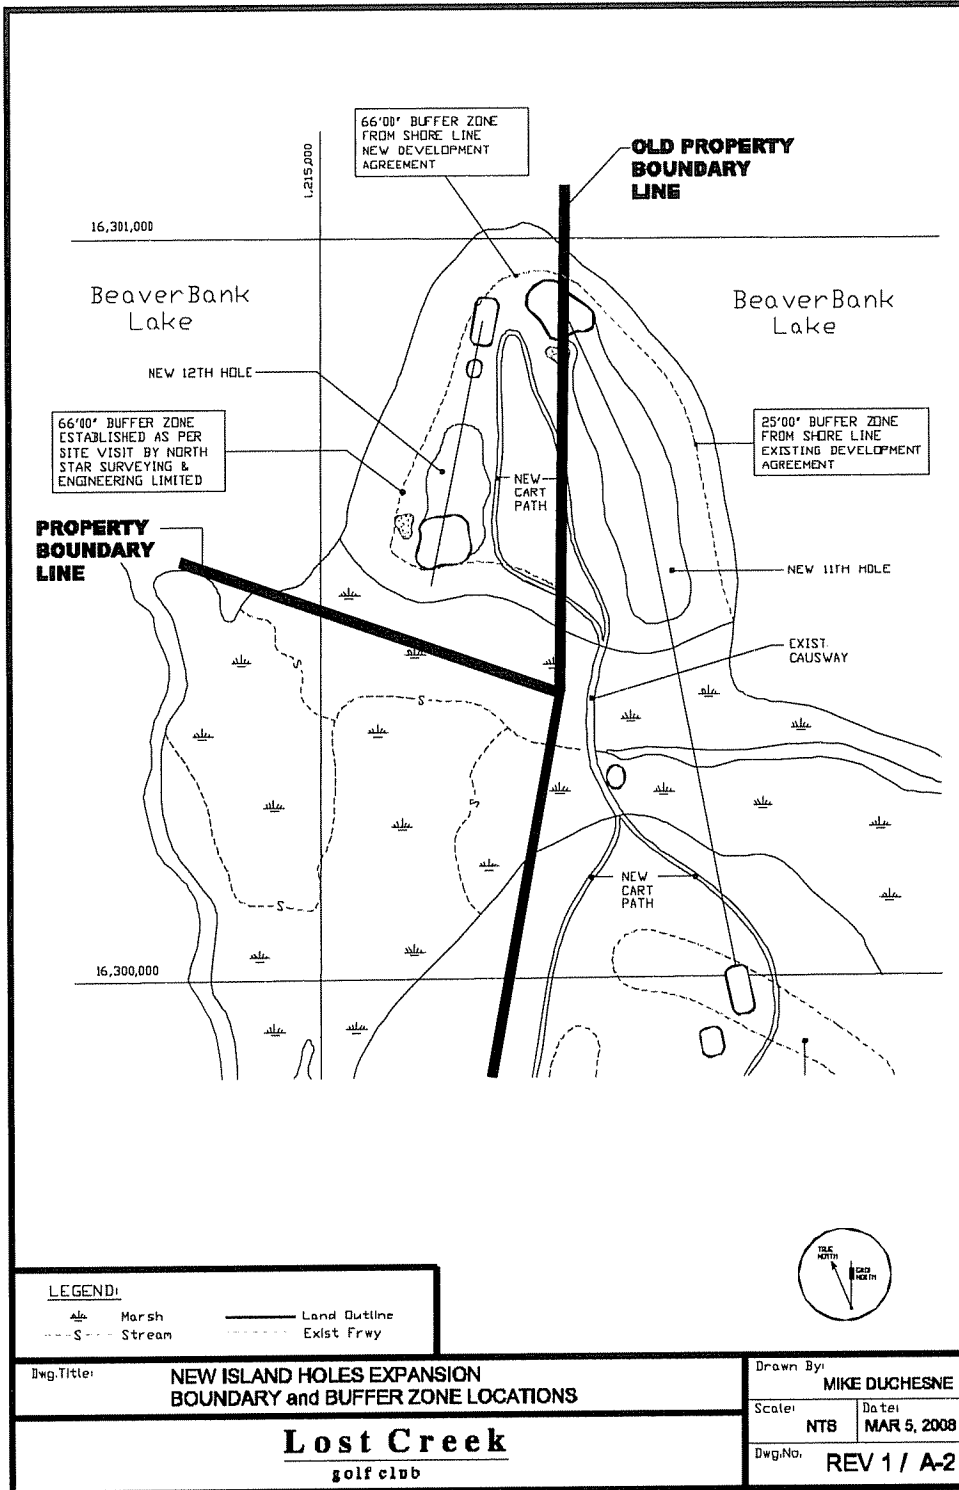 66'00" BUFFER ZONE
FROM SHORE LINE
NEW DEVELOPMENT
AGREEMENT
OLD PROPERTY
BOUNDARY
LINE
1,215,000
16,301,000
BeaverBank
Lake
BeaverBank
Lake
NEW 12TH HOLE
66'00" BUFFER ZONE
ESTABLISHED AS PER
SITE VISIT BY NORTH
STAR SURVEYING &
ENGINEERING LIMITED
25'00" BUFFER ZONE
FROM SHORE LINE
EXISTING DEVELOPMENT
AGREEMENT
NEW
CART
PATH
PROPERTY
BOUNDARY
LINE
NEW 11TH HOLE
EXIST.
CAUSWAY
S
S
S
S
NEW
CART
PATH
16,300,000
TRUE
NORTH
GRID
NORTH
LEGEND:
Marsh
Land Outline
S
Stream
Exist Frwy
Dwg.Title:
NEW ISLAND HOLES EXPANSION
BOUNDARY and BUFFER ZONE LOCATIONS
Lost Creek
golf club
Drawn By:
MIKE DUCHESNE
Scale:
NTS
Date:
MAR 5, 2008
Dwg.No.
REV 1 / A-2